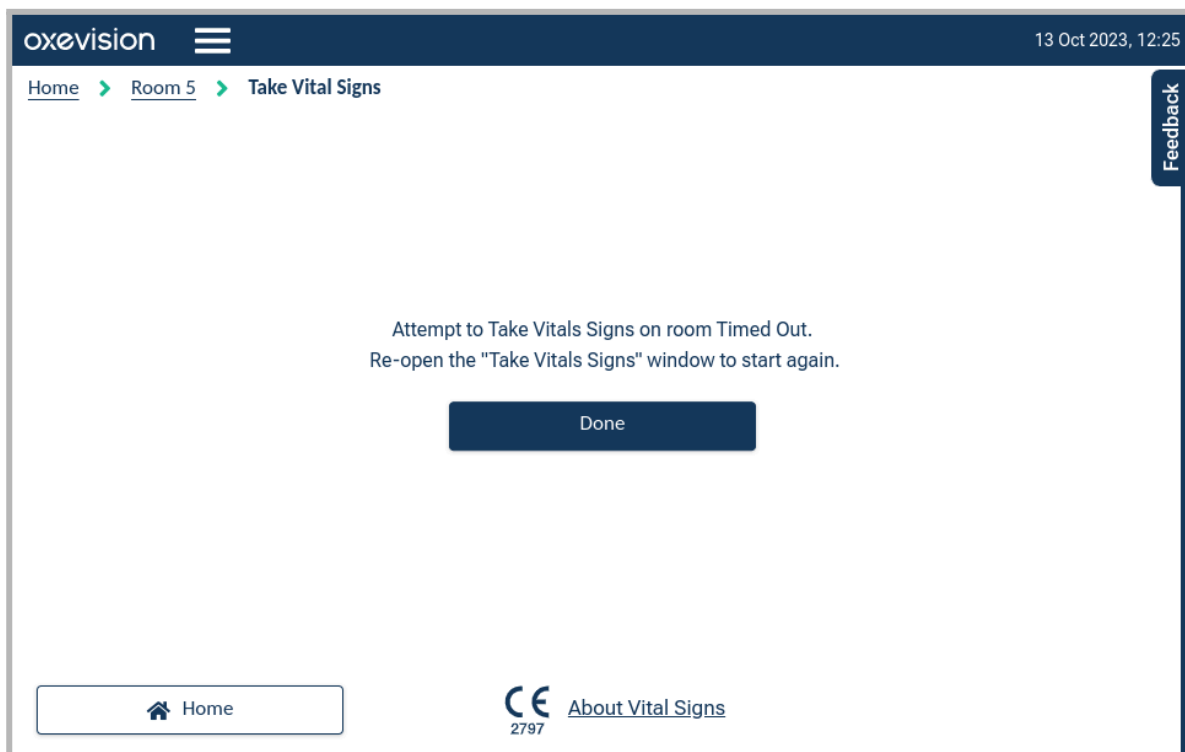 oxevision
13 Oct 2023, 12:25
Home > Room 5 > Take Vital Signs
Feedback
Attempt to Take Vitals Signs on room Timed Out.
Re-open the "Take Vitals Signs" window to start again.
Done
Home
CE
2797
About Vital Signs